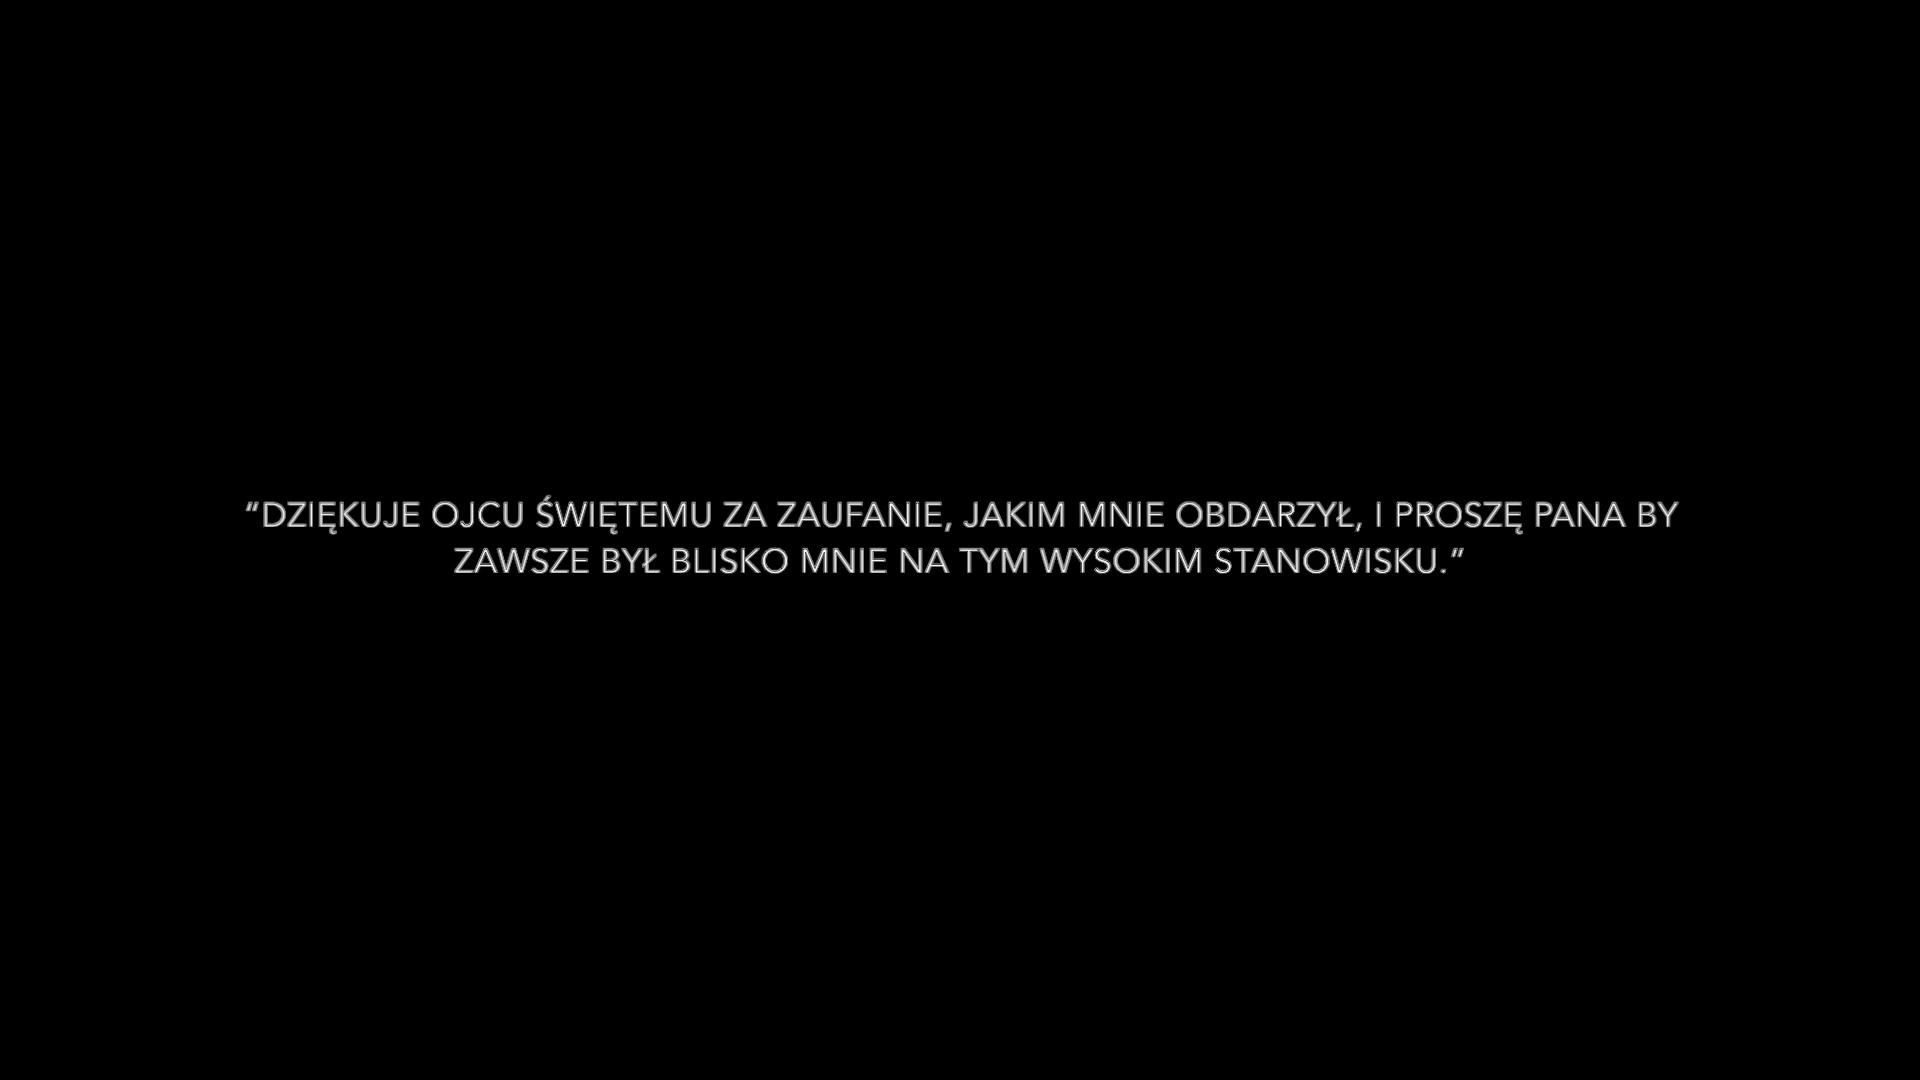 “DZIĘKUJE OJCU ŚWIĘTEMU ZA ZAUFANIE, JAKIM MNIE OBDARZYŁ, I PROSZĘ PANA BY
ZAWSZE BYŁ BLISKO MNIE NA TYM WYSOKIM STANOWISKU.”